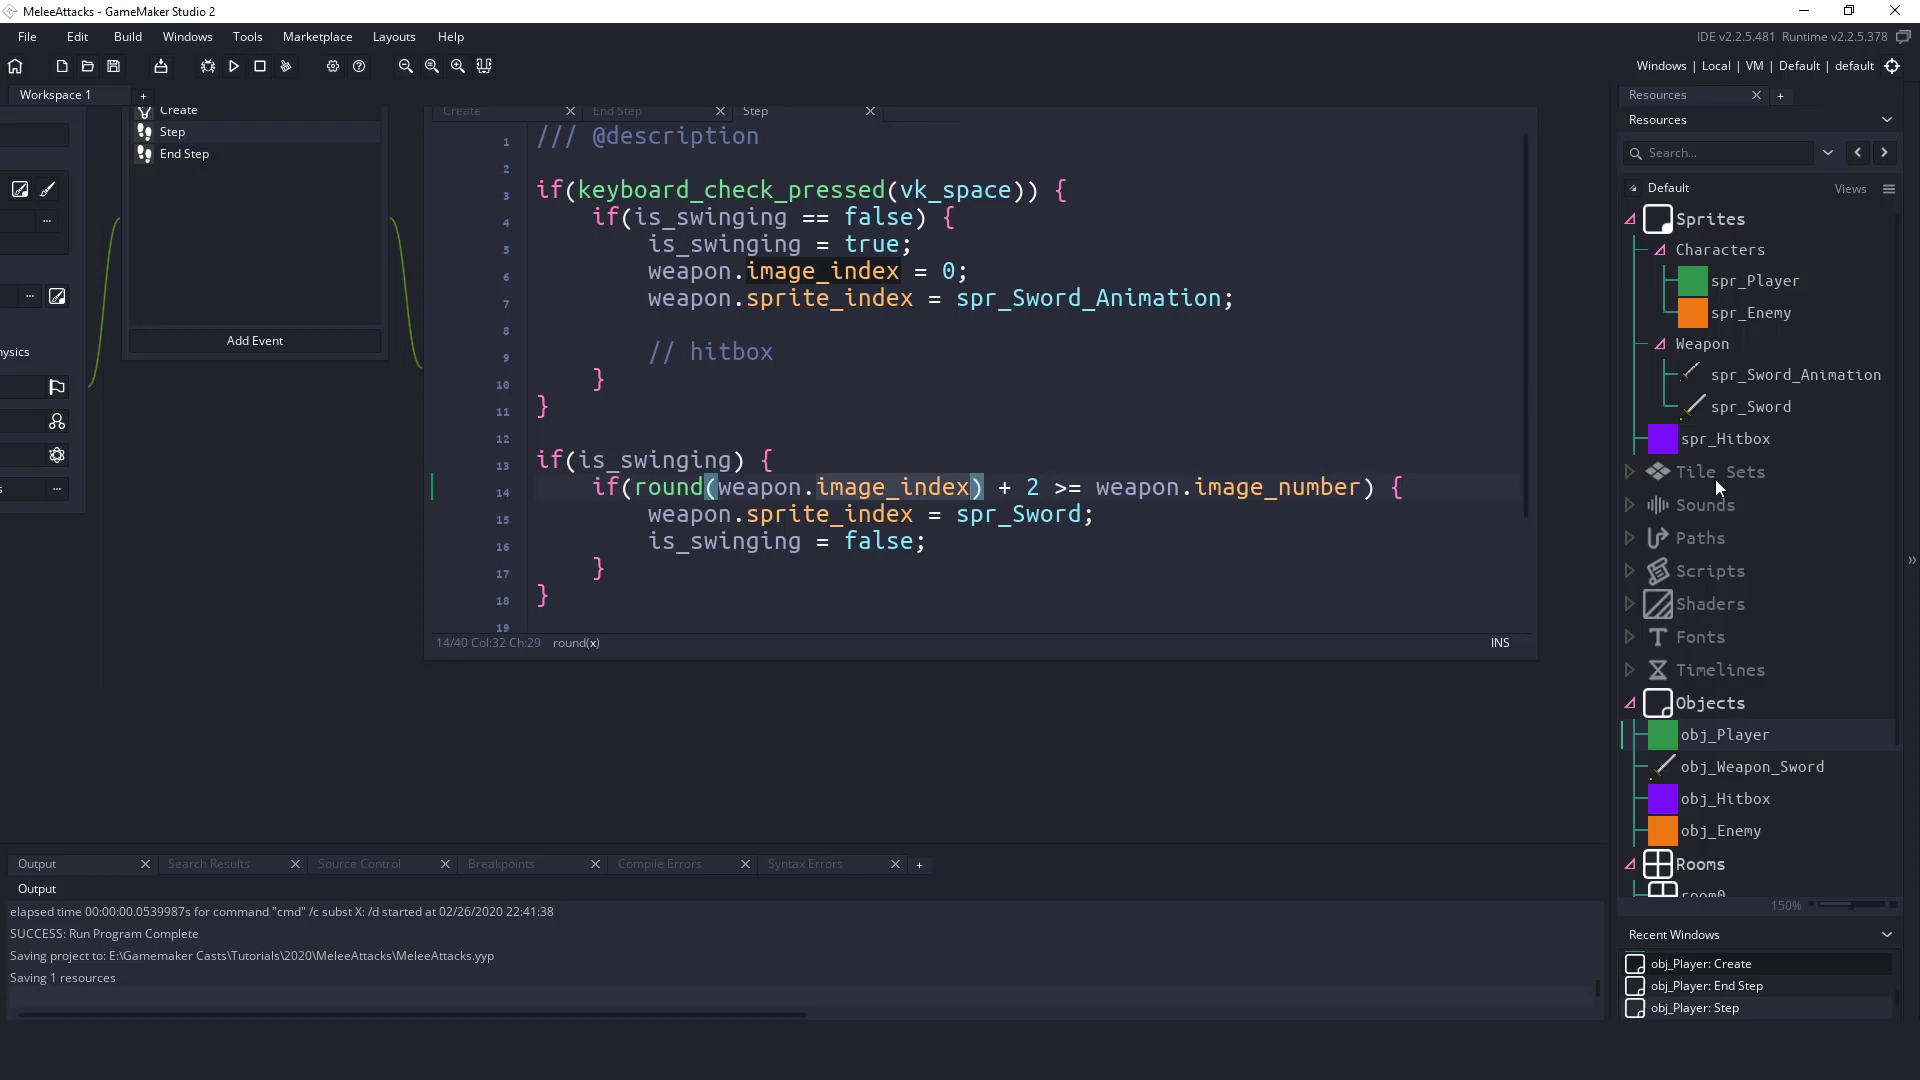 MeleeAttacks - GameMaker Studio 2
File Edit Build Windows Tools Marketplace Layouts Help
IDE v2.2.5.481 Runtime v2.2.5.378
Windows | Local | VM | Default | default
Workspace 1
Create
Step
End Step
ysics
s
Add Event
Create End Step Step
1 /// @description
2
3 if(keyboard_check_pressed(vk_space)) {
4 if(is_swinging == false) {
5 is_swinging = true;
6 weapon.image_index = 0;
7 weapon.sprite_index = spr_Sword_Animation;
8
9 // hitbox
10 }
11 }
12
13 if(is_swinging) {
14 if(round(weapon.image_index) + 2 >= weapon.image_number) {
15 weapon.sprite_index = spr_Sword;
16 is_swinging = false;
17 }
18 }
19
14/40 Col:32 Ch:29 round(x)
INS
Resources
Resources
Search...
Default
Views
Sprites
Characters
spr_Player
spr_Enemy
Weapon
spr_Sword_Animation
spr_Sword
spr_Hitbox
Tile_Sets
Sounds
Paths
Scripts
Shaders
Fonts
Timelines
Objects
obj_Player
obj_Weapon_Sword
obj_Hitbox
obj_Enemy
Rooms
room0
150%
Recent Windows
obj_Player: Create
obj_Player: End Step
obj_Player: Step
Output Search Results Source Control Breakpoints Compile Errors Syntax Errors
Output
elapsed time 00:00:00.0539987s for command "cmd" /c subst X: /d started at 02/26/2020 22:41:38
SUCCESS: Run Program Complete
Saving project to: E:\Gamemaker Casts\Tutorials\2020\MeleeAttacks\MeleeAttacks.yyp
Saving 1 resources